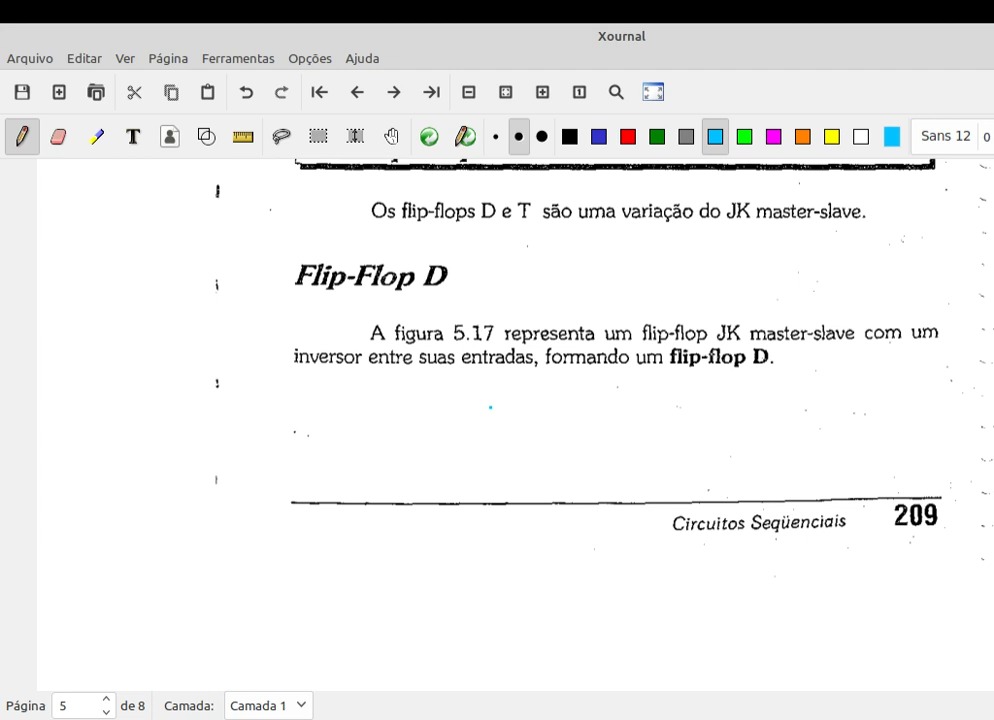 Xournal
Arquivo Editar Ver Página Ferramentas Opções Ajuda
Sans 12 0
Os flip-flops D e T são uma variação do JK master-slave.
Flip-Flop D
A figura 5.17 representa um flip-flop JK master-slave com um
inversor entre suas entradas, formando um flip-flop D.
Circuitos Seqüenciais 209
Página 5 de 8 Camada: Camada 1